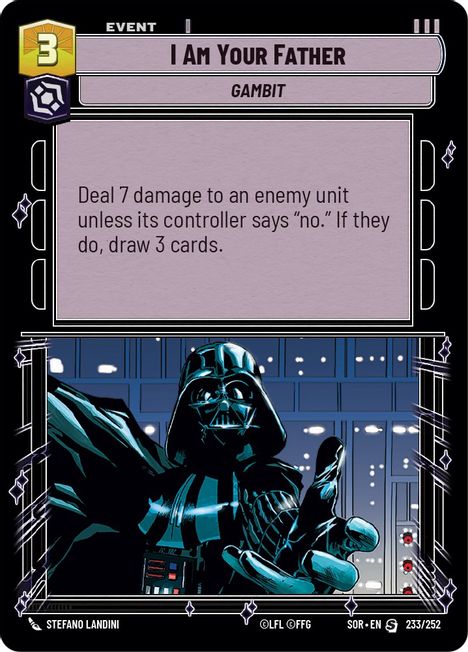 EVENT
3
I AM YOUR FATHER
GAMBIT
Deal 7 damage to an enemy unit
unless its controller says “no.” If they
do, draw 3 cards.
STEFANO LANDINI
©LFL ©FFG
SOR•EN
S
233/252